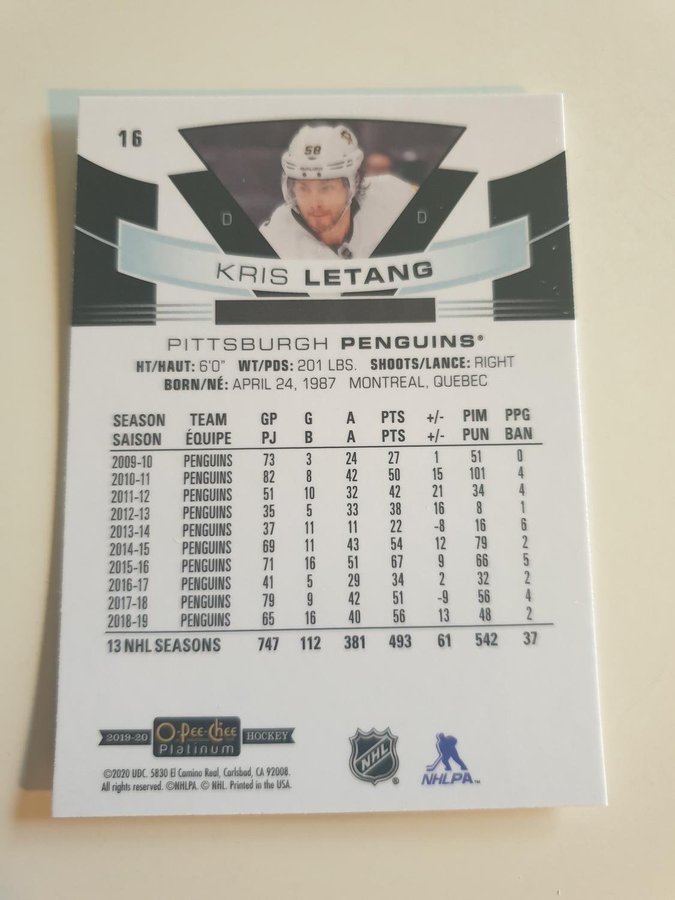 16
58
D D
KRIS LETANG
PITTSBURGH PENGUINS®
HT/HAUT: 6'0" WT/PDS: 201 LBS. SHOOTS/LANCE: RIGHT
BORN/NÉ: APRIL 24, 1987 MONTREAL, QUEBEC
SEASON TEAM GP G A PTS +/- PIM PPG
SAISON ÉQUIPE PJ B A PTS +/- PUN BAN
2009-10 PENGUINS 73 3 24 27 1 51 0
2010-11 PENGUINS 82 8 42 50 15 101 4
2011-12 PENGUINS 51 10 32 42 21 34 4
2012-13 PENGUINS 35 5 33 38 16 8 1
2013-14 PENGUINS 37 11 11 22 -8 16 6
2014-15 PENGUINS 69 11 43 54 12 79 2
2015-16 PENGUINS 71 16 51 67 9 66 5
2016-17 PENGUINS 41 5 29 34 2 32 2
2017-18 PENGUINS 79 9 42 51 -9 56 4
2018-19 PENGUINS 65 16 40 56 13 48 2
13 NHL SEASONS 747 112 381 493 61 542 37
2019-20 O-PEE-CHEE HOCKEY
Platinum
NHL ®
NHLPA™
©2020 UDC. 5830 El Camino Real, Carlsbad, CA 92008.
All rights reserved. ©NHLPA. © NHL. Printed in the USA.